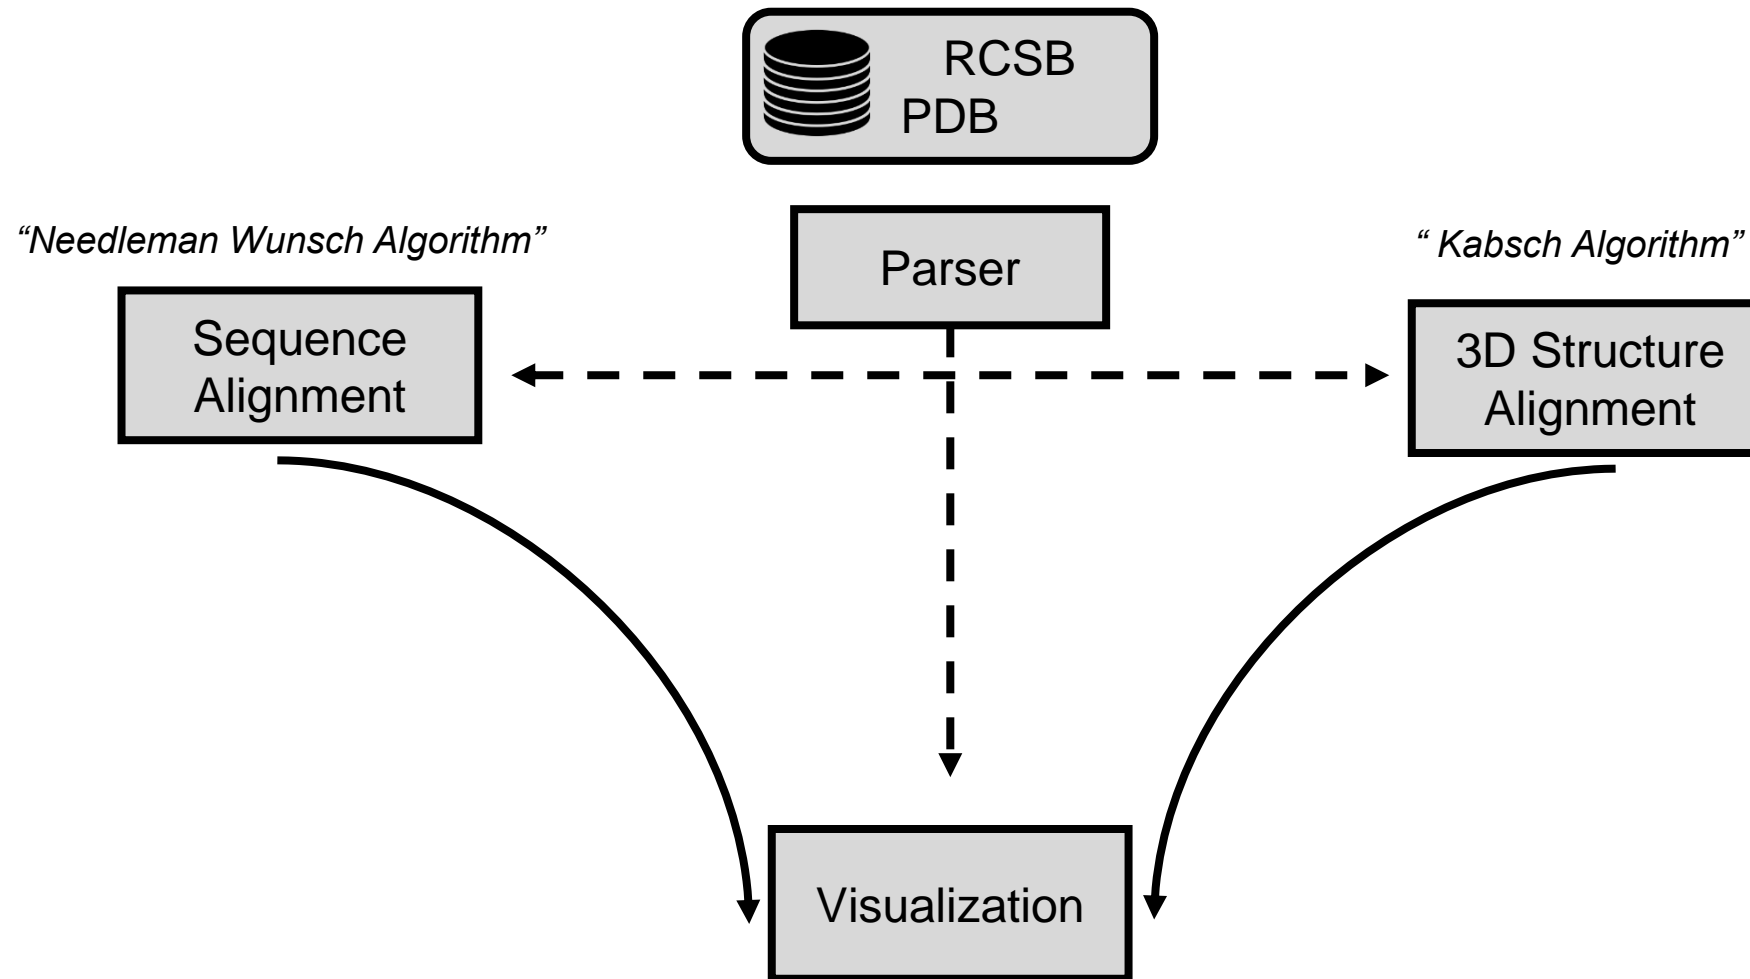 RCSB
PDB
“Needleman Wunsch Algorithm”
Parser
“ Kabsch Algorithm”
Sequence
Alignment
3D Structure
Alignment
Visualization